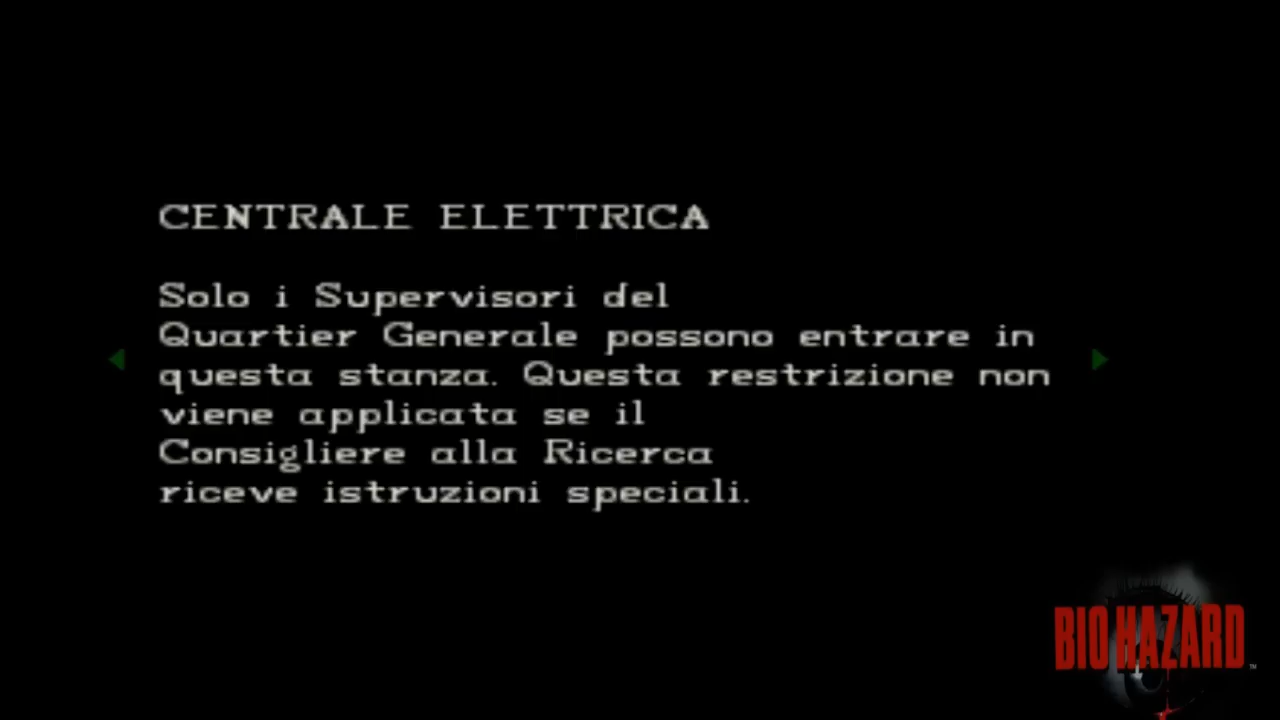 CENTRALE ELETTRICA
Solo i Supervisori del
Quartier Generale possono entrare in
questa stanza. Questa restrizione non
viene applicata se il
Consigliere alla Ricerca
riceve istruzioni speciali.
BIO HAZARD
TM